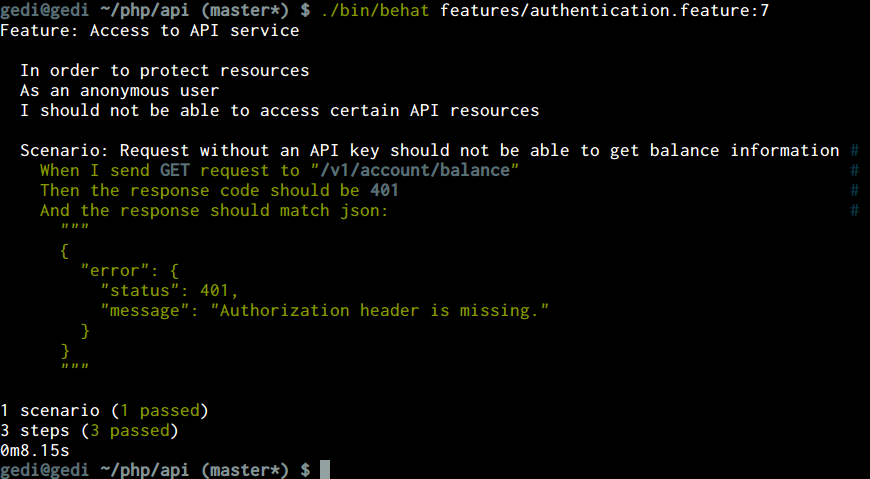 gedi@gedi ~/php/api (master*) $ ./bin/behat features/authentication.feature:7
Feature: Access to API service
In order to protect resources
As an anonymous user
I should not be able to access certain API resources
Scenario: Request without an API key should not be able to get balance information #
When I send GET request to "/v1/account/balance" #
Then the response code should be 401 #
And the response should match json: #
"""
{
"error": {
"status": 401,
"message": "Authorization header is missing."
}
}
"""
1 scenario (1 passed)
3 steps (3 passed)
0m8.15s
gedi@gedi ~/php/api (master*) $